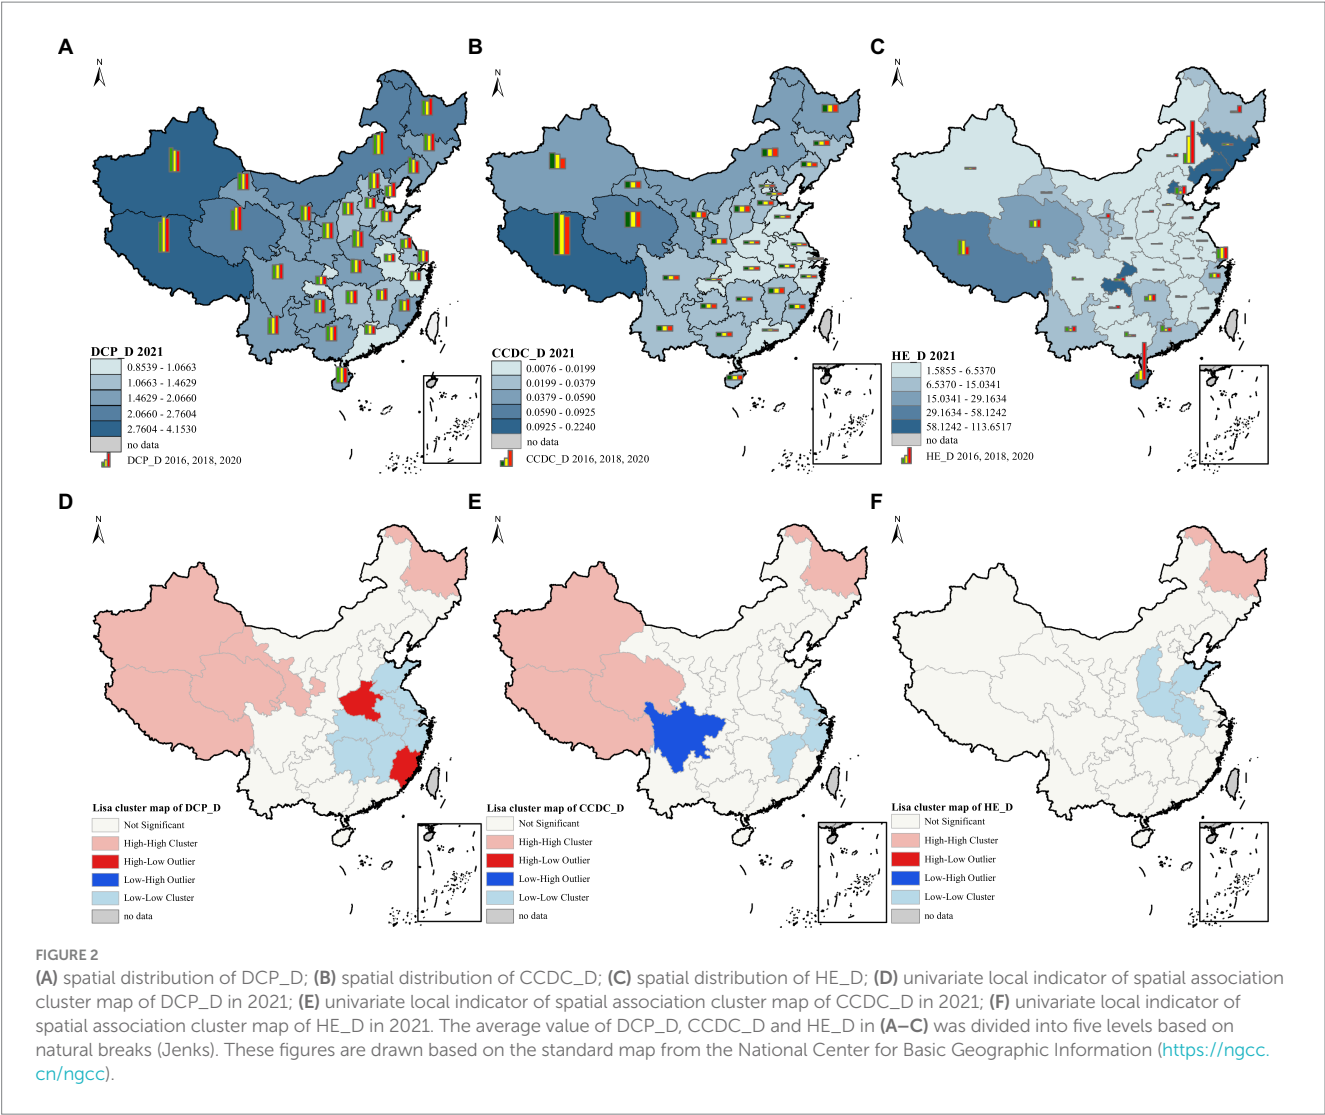 A
B
C
N
N
N
DCP_D 2021
0.8539 - 1.0663
1.0663 - 1.4629
1.4629 - 2.0660
2.0660 - 2.7604
2.7604 - 4.1530
no data
DCP_D 2016, 2018, 2020
CCDC_D 2021
0.0076 - 0.0199
0.0199 - 0.0379
0.0379 - 0.0590
0.0590 - 0.0925
0.0925 - 0.2240
no data
CCDC_D 2016, 2018, 2020
HE_D 2021
1.5855 - 6.5370
6.5370 - 15.0341
15.0341 - 29.1634
29.1634 - 58.1242
58.1242 - 113.6517
no data
HE_D 2016, 2018, 2020
D
E
F
N
N
N
Lisa cluster map of DCP_D
Not Significant
High-High Cluster
High-Low Outlier
Low-High Outlier
Low-Low Cluster
no data
Lisa cluster map of CCDC_D
Not Significant
High-High Cluster
High-Low Outlier
Low-High Outlier
Low-Low Cluster
no data
Lisa cluster map of HE_D
Not Significant
High-High Cluster
High-Low Outlier
Low-High Outlier
Low-Low Cluster
no data
FIGURE 2
(A) spatial distribution of DCP_D; (B) spatial distribution of CCDC_D; (C) spatial distribution of HE_D; (D) univariate local indicator of spatial association
cluster map of DCP_D in 2021; (E) univariate local indicator of spatial association cluster map of CCDC_D in 2021; (F) univariate local indicator of
spatial association cluster map of HE_D in 2021. The average value of DCP_D, CCDC_D and HE_D in (A–C) was divided into five levels based on
natural breaks (Jenks). These figures are drawn based on the standard map from the National Center for Basic Geographic Information (https://ngcc.
cn/ngcc).